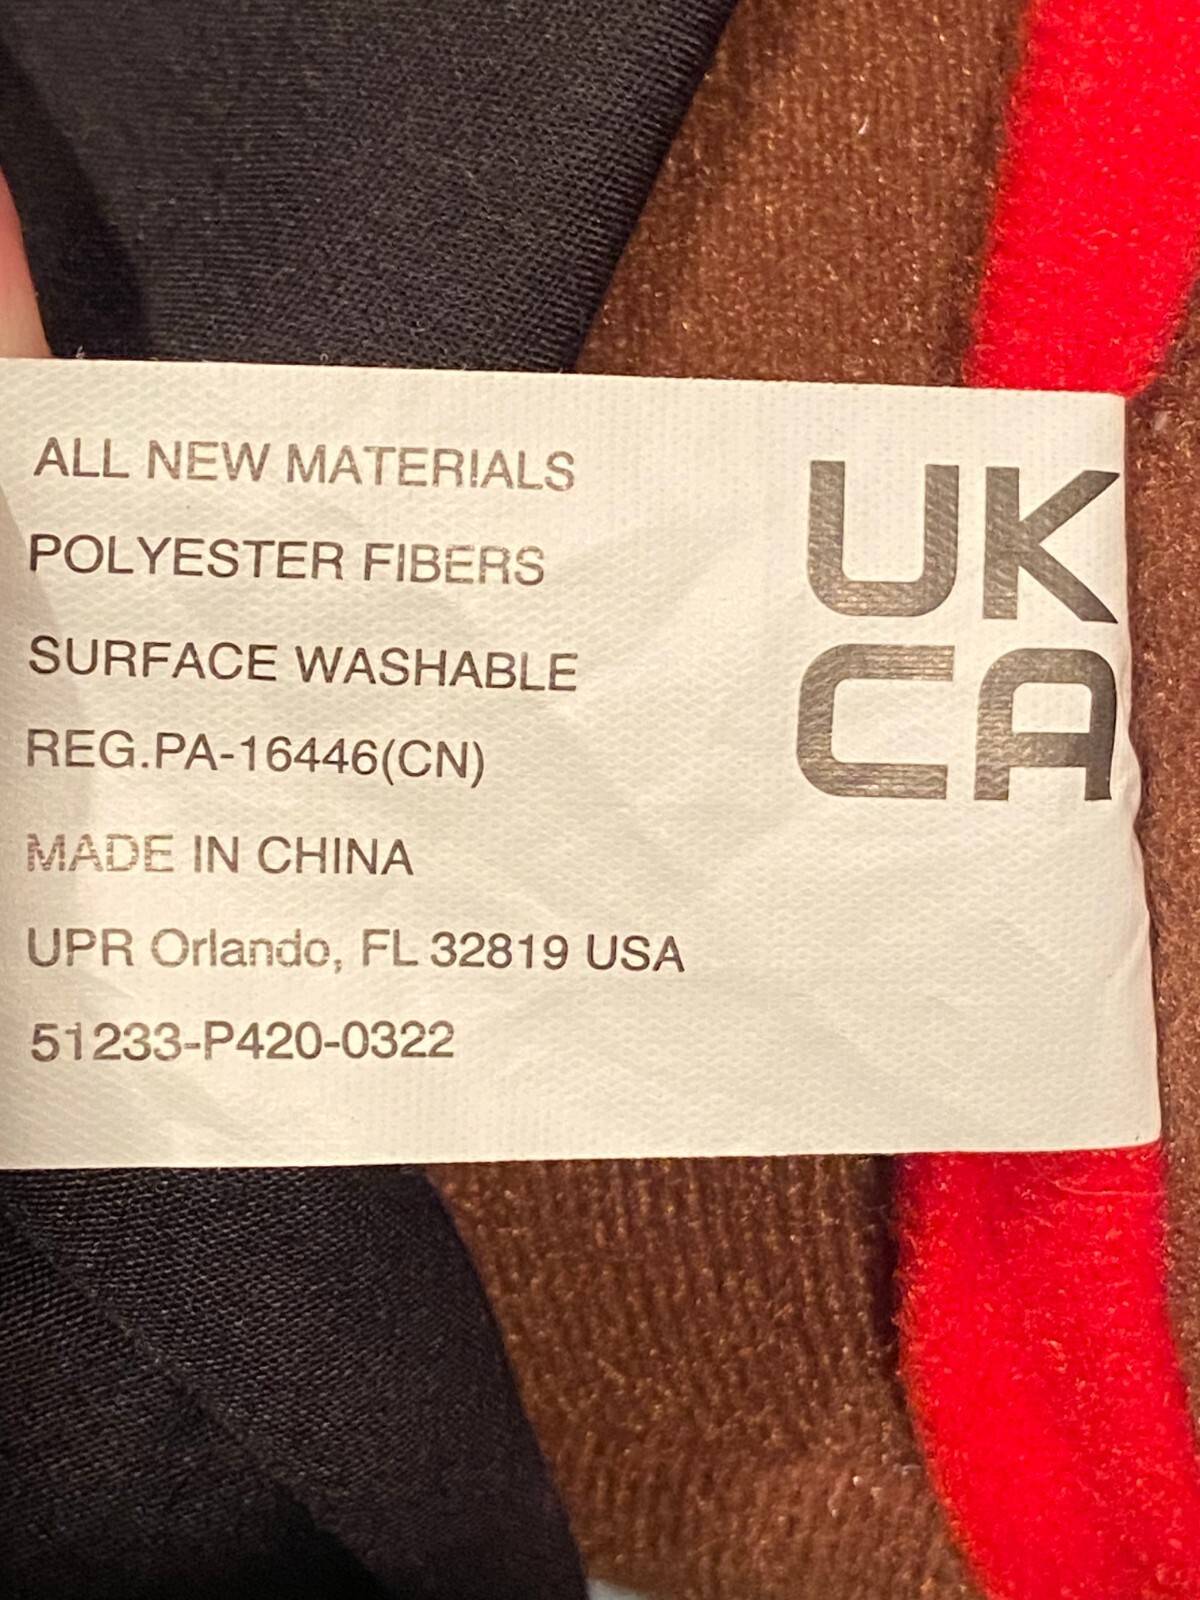 ALL NEW MATERIALS
POLYESTER FIBERS
SURFACE WASHABLE
REG.PA-16446(CN)
MADE IN CHINA
UPR Orlando, FL 32819 USA
51233-P420-0322
UK
CA